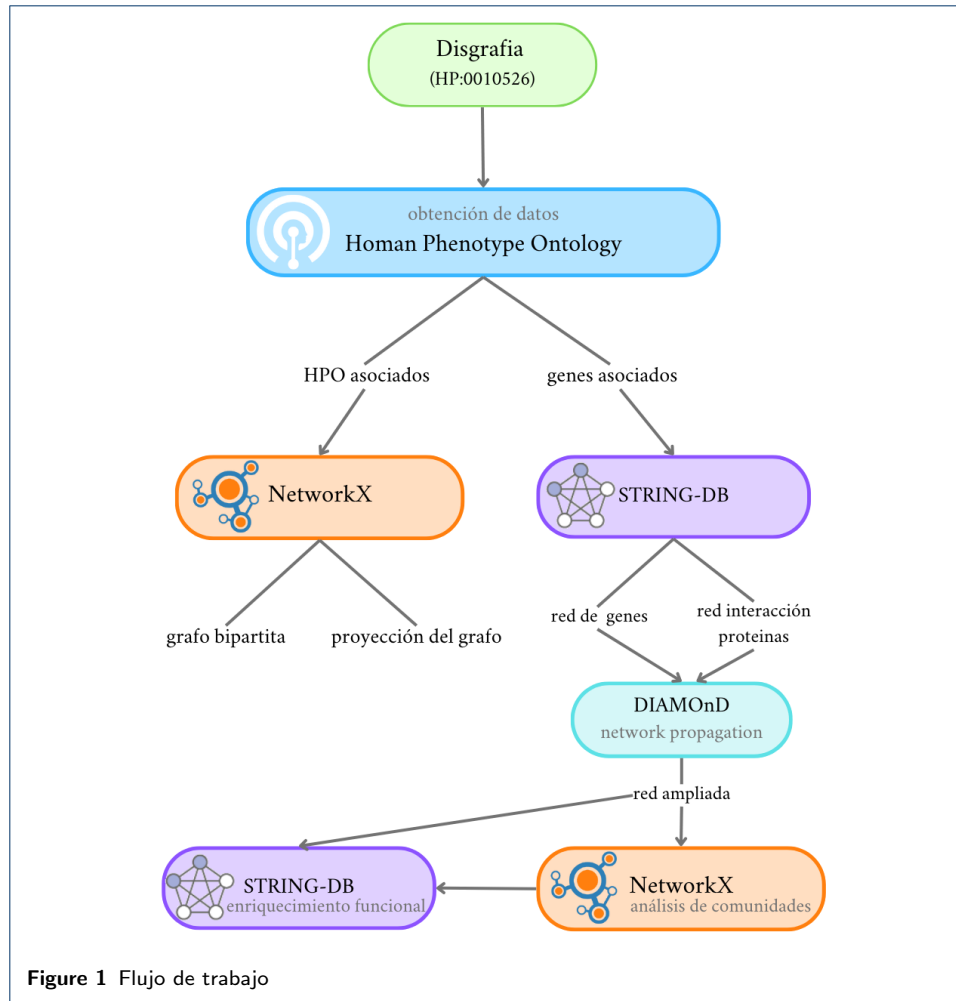 Disgrafia
(HP:0010526)
obtención de datos
Homan Phenotype Ontology
HPO asociados
genes asociados
NetworkX
STRING-DB
grafo bipartita
proyección del grafo
red de genes
red interacción
proteinas
DIAMOnD
network propagation
red ampliada
STRING-DB
enriquecimiento funcional
NetworkX
análisis de comunidades
Figure 1 Flujo de trabajo